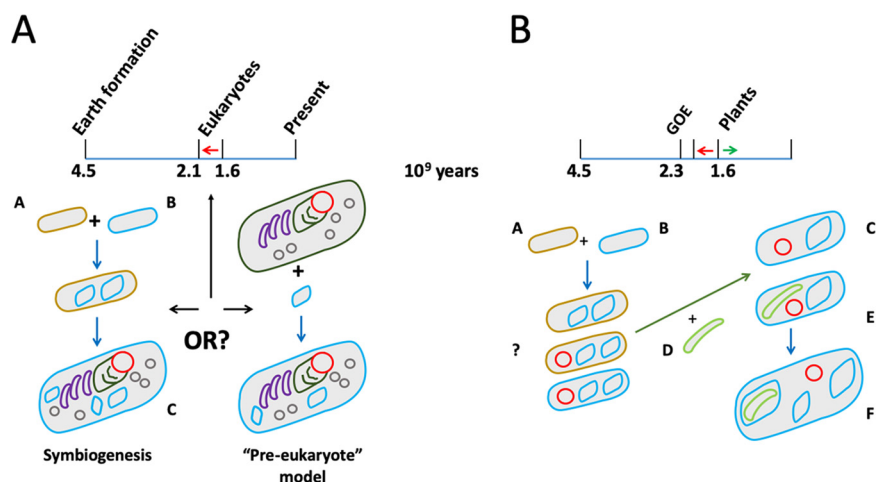 A
Earth formation
Eukaryotes
Present
4.5
2.1
1.6
10⁹ years
A
+
B
+
OR?
C
Symbiogenesis
"Pre-eukaryote"
model
B
GOE
Plants
4.5
2.3
1.6
A
+
B
C
?
+
D
E
F